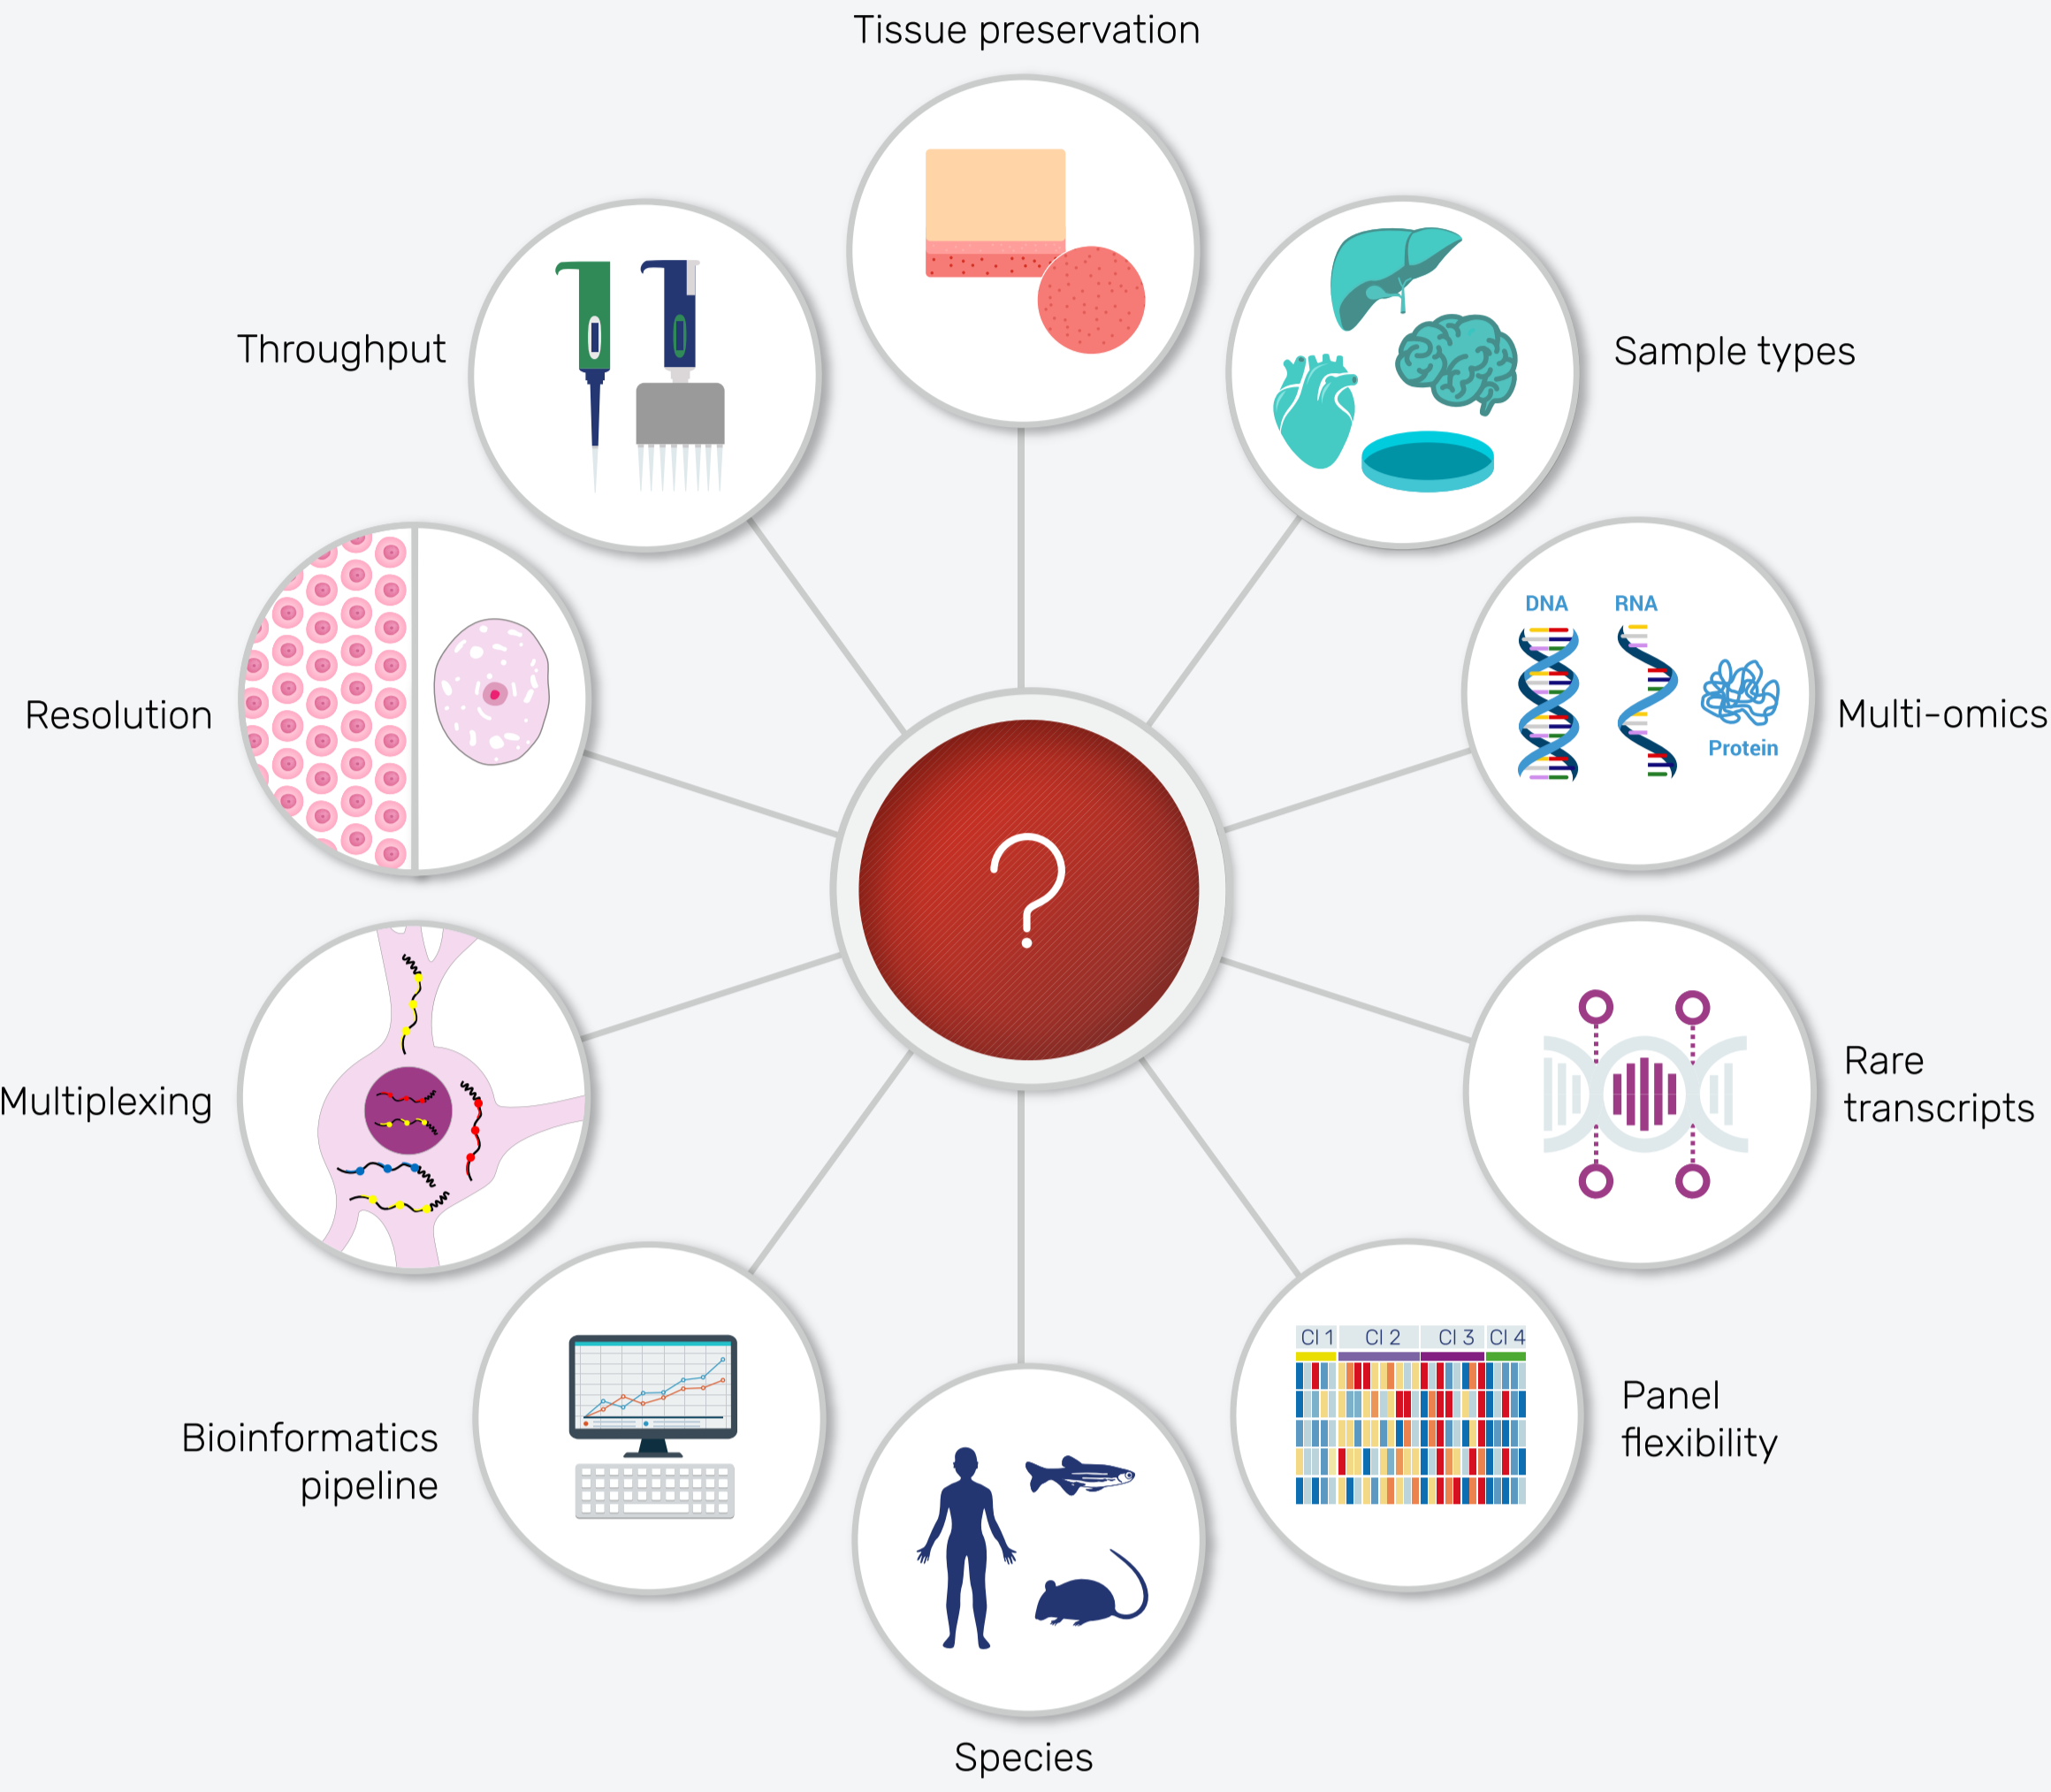 Tissue preservation
Throughput
Sample types
DNA
RNA
Protein
Resolution
Multi-omics
?
Multiplexing
Rare
transcripts
Cl 1
Cl 2
Cl 3
Cl 4
Panel
flexibility
Bioinformatics
pipeline
Species